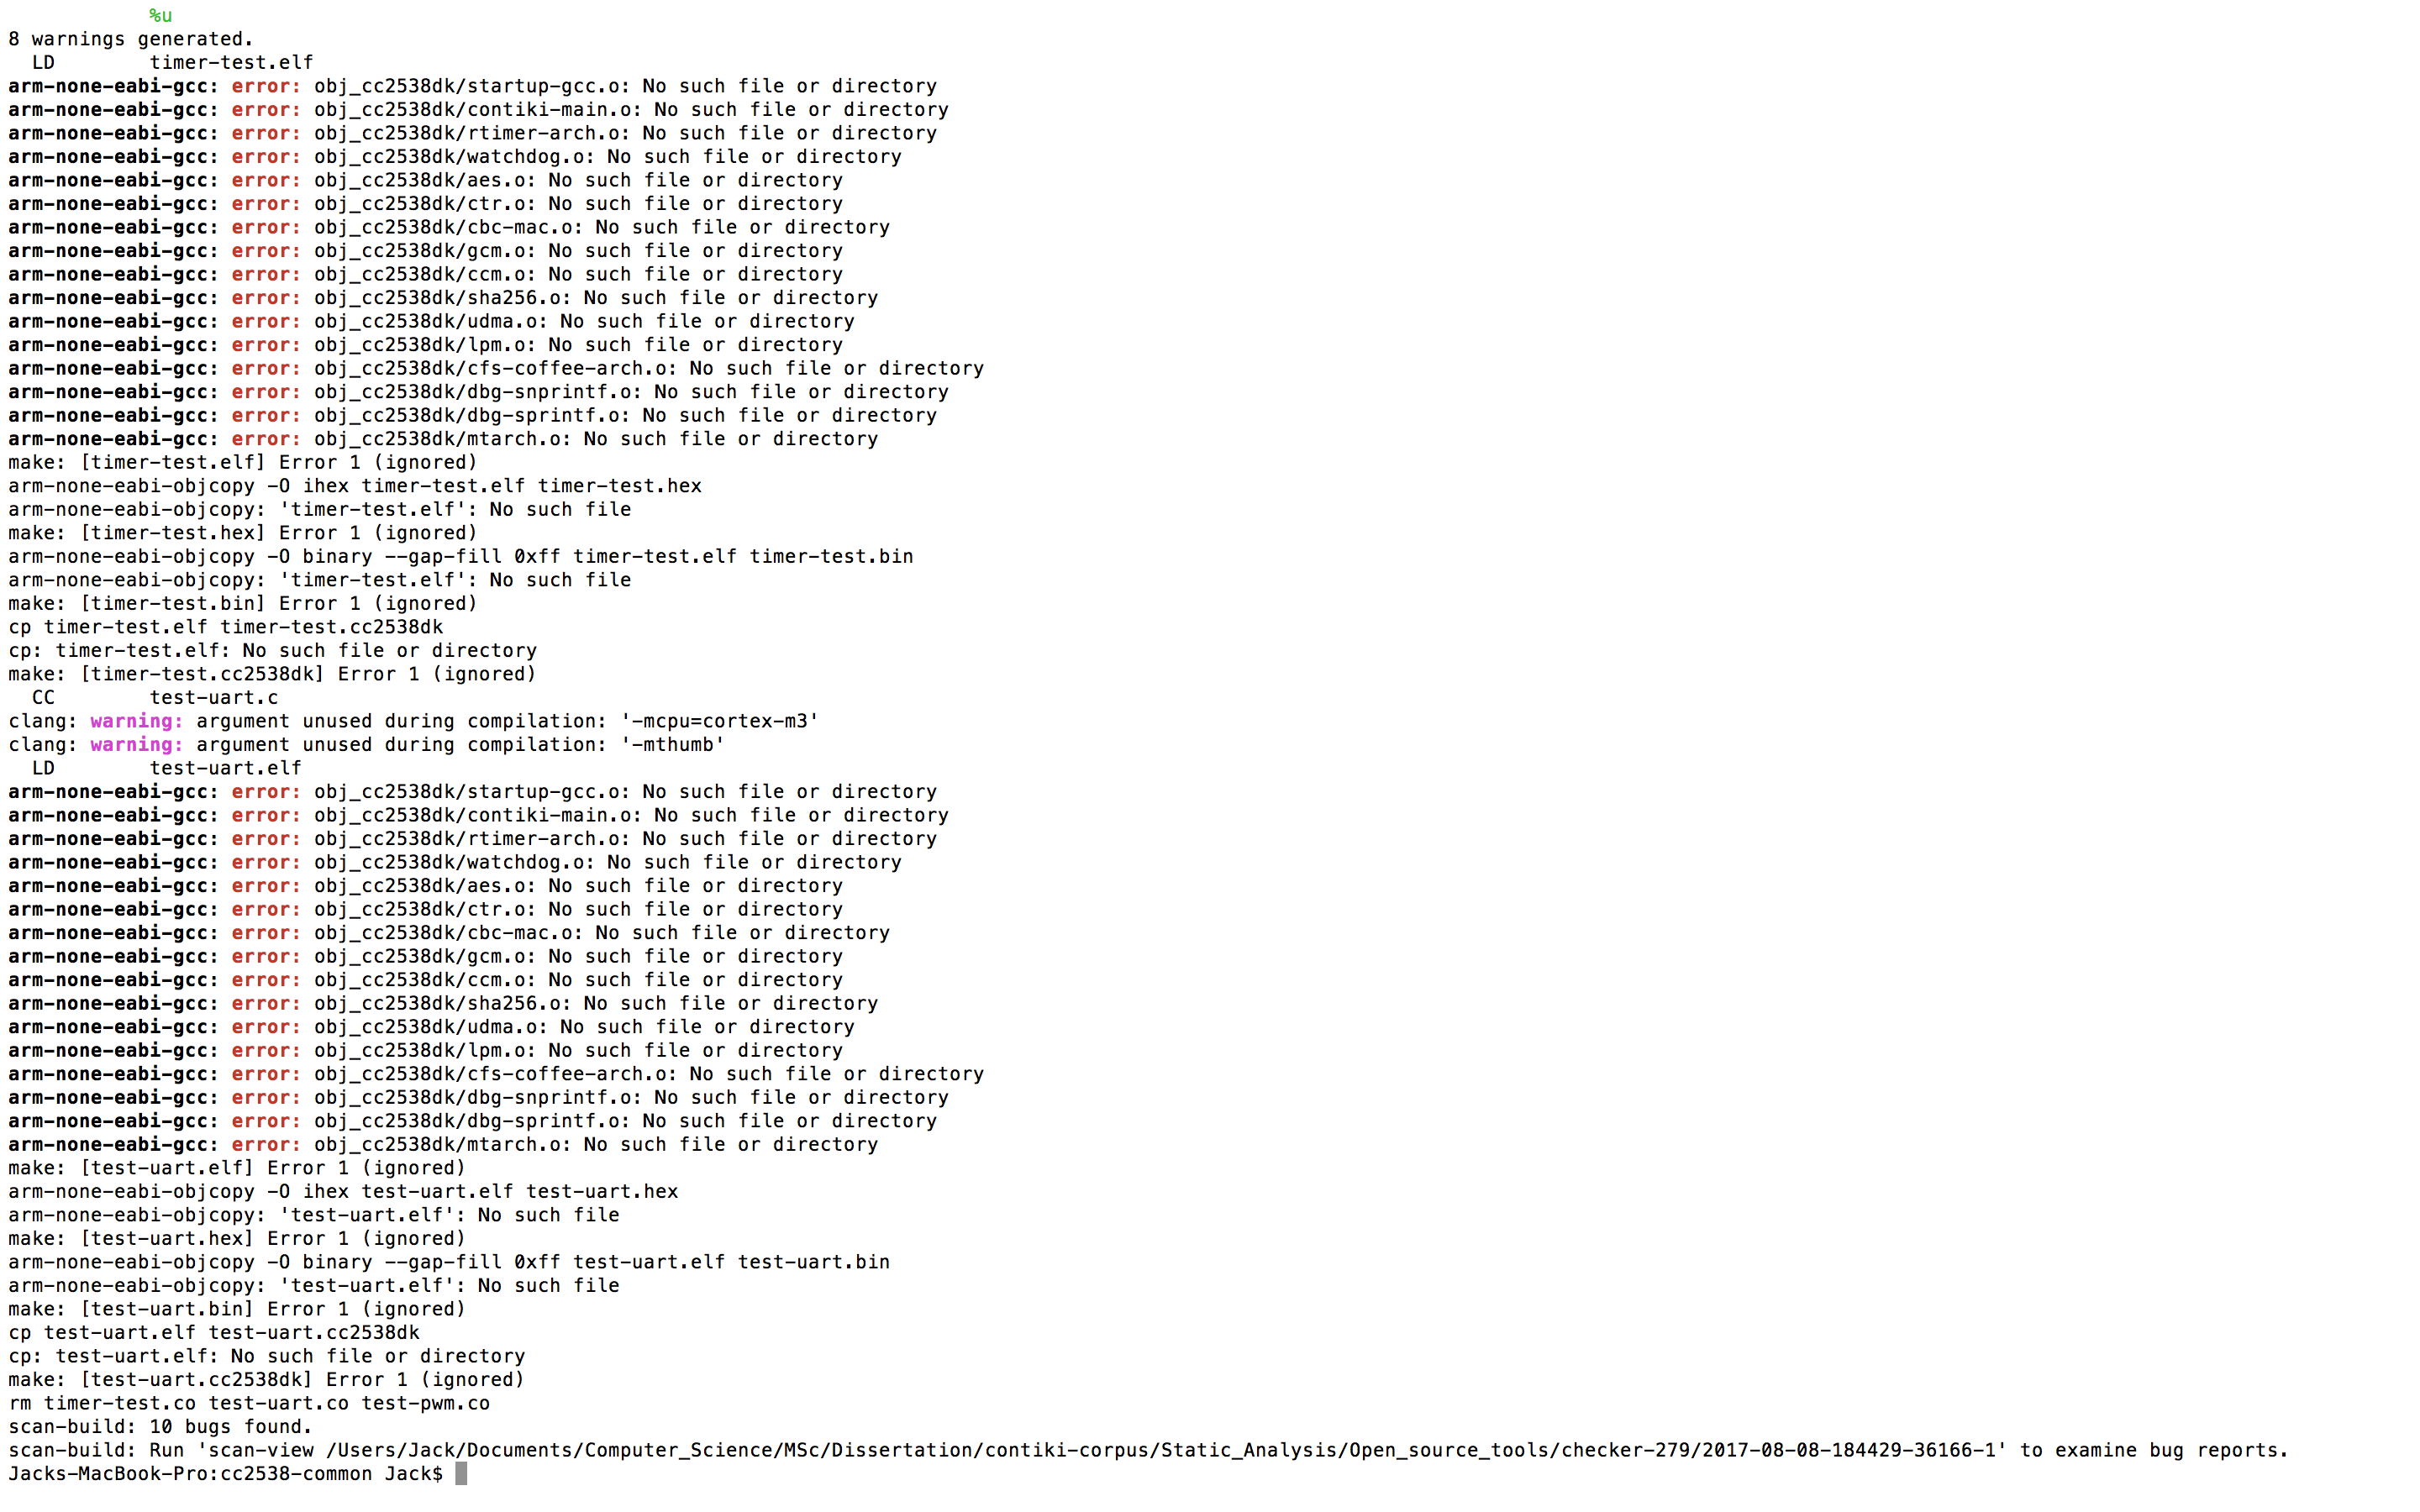 %u
8 warnings generated.
LD timer-test.elf
arm-none-eabi-gcc: error: obj_cc2538dk/startup-gcc.o: No such file or directory
arm-none-eabi-gcc: error: obj_cc2538dk/contiki-main.o: No such file or directory
arm-none-eabi-gcc: error: obj_cc2538dk/rtimer-arch.o: No such file or directory
arm-none-eabi-gcc: error: obj_cc2538dk/watchdog.o: No such file or directory
arm-none-eabi-gcc: error: obj_cc2538dk/aes.o: No such file or directory
arm-none-eabi-gcc: error: obj_cc2538dk/ctr.o: No such file or directory
arm-none-eabi-gcc: error: obj_cc2538dk/cbc-mac.o: No such file or directory
arm-none-eabi-gcc: error: obj_cc2538dk/gcm.o: No such file or directory
arm-none-eabi-gcc: error: obj_cc2538dk/ccm.o: No such file or directory
arm-none-eabi-gcc: error: obj_cc2538dk/sha256.o: No such file or directory
arm-none-eabi-gcc: error: obj_cc2538dk/udma.o: No such file or directory
arm-none-eabi-gcc: error: obj_cc2538dk/lpm.o: No such file or directory
arm-none-eabi-gcc: error: obj_cc2538dk/cfs-coffee-arch.o: No such file or directory
arm-none-eabi-gcc: error: obj_cc2538dk/dbg-snprintf.o: No such file or directory
arm-none-eabi-gcc: error: obj_cc2538dk/dbg-sprintf.o: No such file or directory
arm-none-eabi-gcc: error: obj_cc2538dk/mtarch.o: No such file or directory
make: [timer-test.elf] Error 1 (ignored)
arm-none-eabi-objcopy -O ihex timer-test.elf timer-test.hex
arm-none-eabi-objcopy: 'timer-test.elf': No such file
make: [timer-test.hex] Error 1 (ignored)
arm-none-eabi-objcopy -O binary --gap-fill 0xff timer-test.elf timer-test.bin
arm-none-eabi-objcopy: 'timer-test.elf': No such file
make: [timer-test.bin] Error 1 (ignored)
cp timer-test.elf timer-test.cc2538dk
cp: timer-test.elf: No such file or directory
make: [timer-test.cc2538dk] Error 1 (ignored)
CC test-uart.c
clang: warning: argument unused during compilation: '-mcpu=cortex-m3'
clang: warning: argument unused during compilation: '-mthumb'
LD test-uart.elf
arm-none-eabi-gcc: error: obj_cc2538dk/startup-gcc.o: No such file or directory
arm-none-eabi-gcc: error: obj_cc2538dk/contiki-main.o: No such file or directory
arm-none-eabi-gcc: error: obj_cc2538dk/rtimer-arch.o: No such file or directory
arm-none-eabi-gcc: error: obj_cc2538dk/watchdog.o: No such file or directory
arm-none-eabi-gcc: error: obj_cc2538dk/aes.o: No such file or directory
arm-none-eabi-gcc: error: obj_cc2538dk/ctr.o: No such file or directory
arm-none-eabi-gcc: error: obj_cc2538dk/cbc-mac.o: No such file or directory
arm-none-eabi-gcc: error: obj_cc2538dk/gcm.o: No such file or directory
arm-none-eabi-gcc: error: obj_cc2538dk/ccm.o: No such file or directory
arm-none-eabi-gcc: error: obj_cc2538dk/sha256.o: No such file or directory
arm-none-eabi-gcc: error: obj_cc2538dk/udma.o: No such file or directory
arm-none-eabi-gcc: error: obj_cc2538dk/lpm.o: No such file or directory
arm-none-eabi-gcc: error: obj_cc2538dk/cfs-coffee-arch.o: No such file or directory
arm-none-eabi-gcc: error: obj_cc2538dk/dbg-snprintf.o: No such file or directory
arm-none-eabi-gcc: error: obj_cc2538dk/dbg-sprintf.o: No such file or directory
arm-none-eabi-gcc: error: obj_cc2538dk/mtarch.o: No such file or directory
make: [test-uart.elf] Error 1 (ignored)
arm-none-eabi-objcopy -O ihex test-uart.elf test-uart.hex
arm-none-eabi-objcopy: 'test-uart.elf': No such file
make: [test-uart.hex] Error 1 (ignored)
arm-none-eabi-objcopy -O binary --gap-fill 0xff test-uart.elf test-uart.bin
arm-none-eabi-objcopy: 'test-uart.elf': No such file
make: [test-uart.bin] Error 1 (ignored)
cp test-uart.elf test-uart.cc2538dk
cp: test-uart.elf: No such file or directory
make: [test-uart.cc2538dk] Error 1 (ignored)
rm timer-test.co test-uart.co test-pwm.co
scan-build: 10 bugs found.
scan-build: Run 'scan-view /Users/Jack/Documents/Computer_Science/MSc/Dissertation/contiki-corpus/Static_Analysis/Open_source_tools/checker-279/2017-08-08-184429-36166-1' to examine bug reports.
Jacks-MacBook-Pro:cc2538-common Jack$